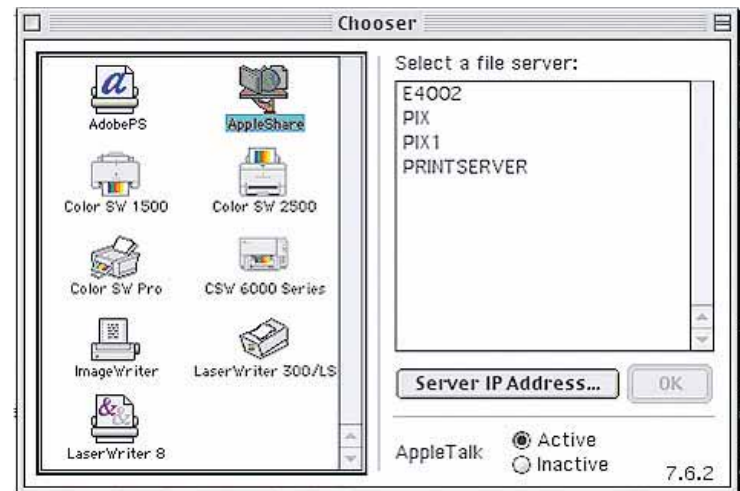 Chooser
AdobePS
AppleShare
Color SW 1500
Color SW 2500
Color SW Pro
CSW 6000 Series
ImageWriter
LaserWriter 300/LS
LaserWriter 8
Select a file server:
E4002
PIX
PIX1
PRINTSERVER
Server IP Address...
OK
AppleTalk
Active
Inactive
7.6.2